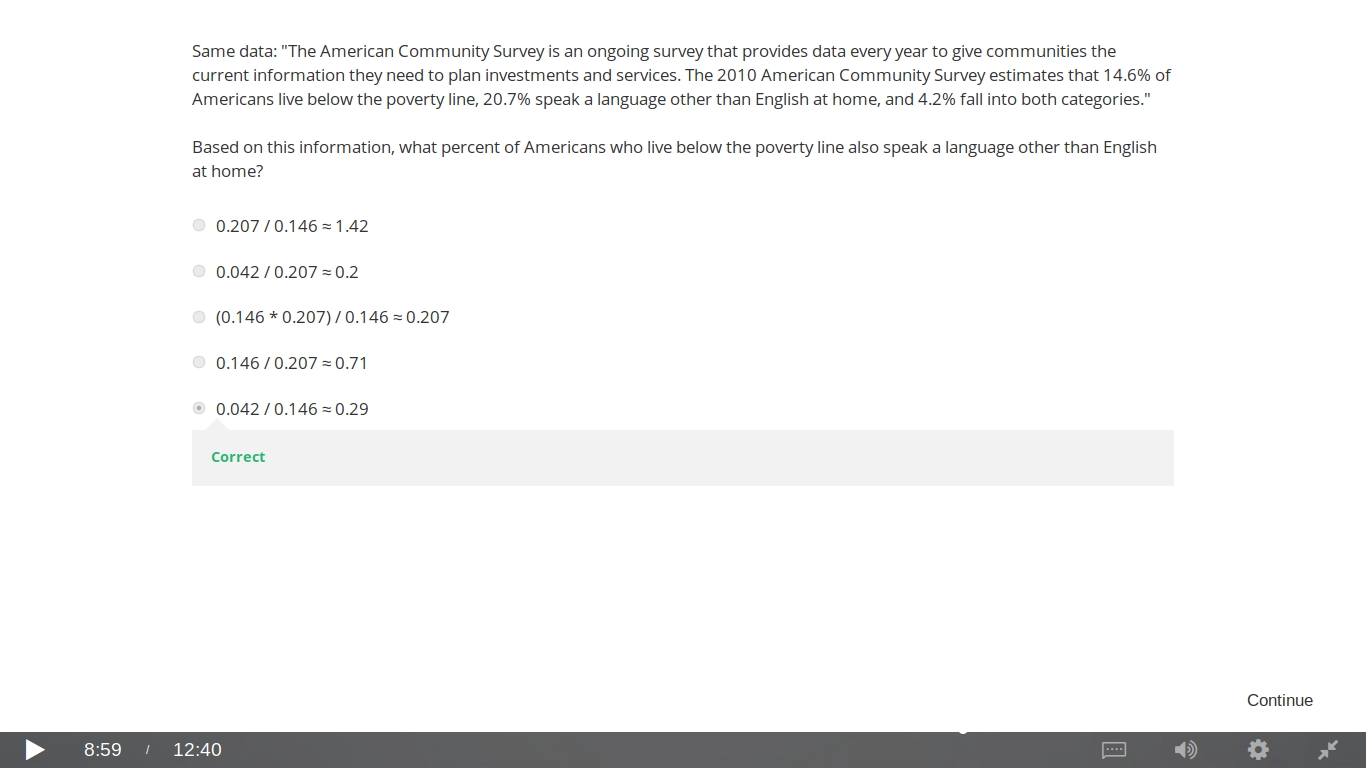 Same data: "The American Community Survey is an ongoing survey that provides data every year to give communities the
current information they need to plan investments and services. The 2010 American Community Survey estimates that 14.6% of
Americans live below the poverty line, 20.7% speak a language other than English at home, and 4.2% fall into both categories."
Based on this information, what percent of Americans who live below the poverty line also speak a language other than English
at home?
0.207 / 0.146 ≈ 1.42
0.042 / 0.207 ≈ 0.2
(0.146 * 0.207) / 0.146 ≈ 0.207
0.146 / 0.207 ≈ 0.71
0.042 / 0.146 ≈ 0.29
Correct
Continue
8:59 / 12:40